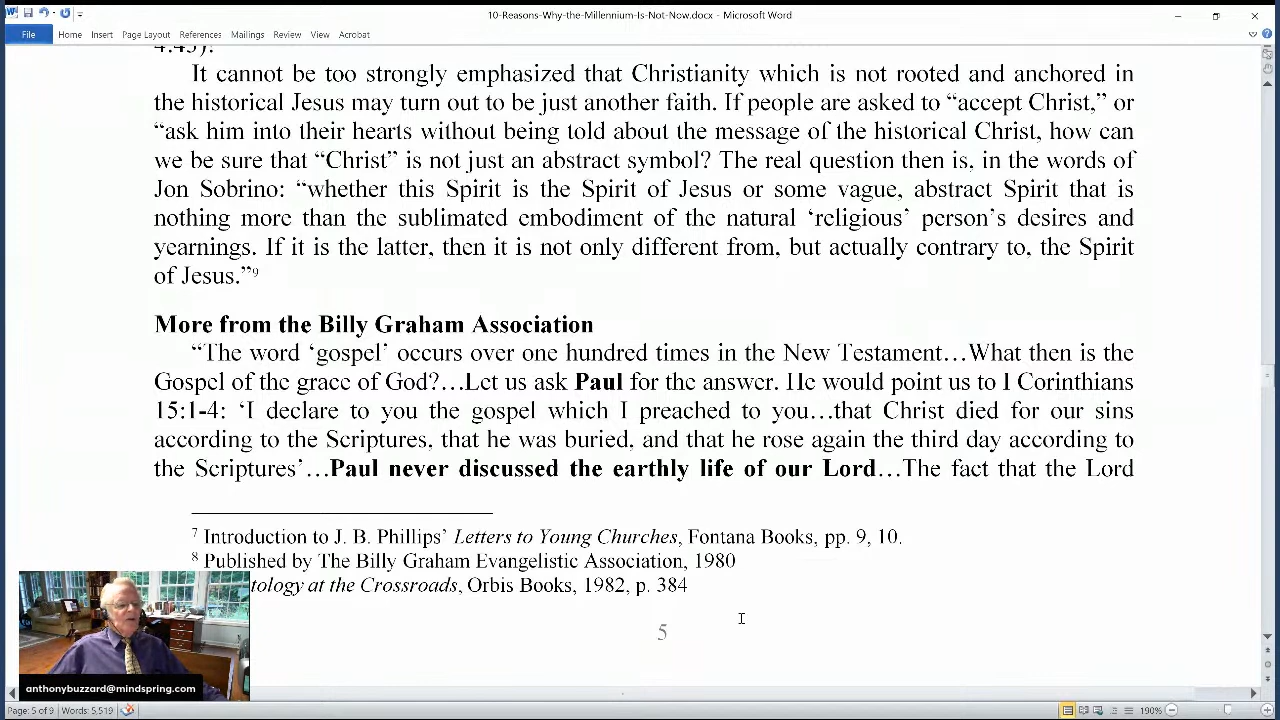 10-Reasons-Why-the-Millennium-Is-Not-Now.docx - Microsoft Word
File Home Insert Page Layout References Mailings Review View Acrobat
4:43).
It cannot be too strongly emphasized that Christianity which is not rooted and anchored in
the historical Jesus may turn out to be just another faith. If people are asked to “accept Christ,” or
“ask him into their hearts without being told about the message of the historical Christ, how can
we be sure that “Christ” is not just an abstract symbol? The real question then is, in the words of
Jon Sobrino: “whether this Spirit is the Spirit of Jesus or some vague, abstract Spirit that is
nothing more than the sublimated embodiment of the natural ‘religious’ person’s desires and
yearnings. If it is the latter, then it is not only different from, but actually contrary to, the Spirit
of Jesus.”9
More from the Billy Graham Association
“The word ‘gospel’ occurs over one hundred times in the New Testament…What then is the
Gospel of the grace of God?…Let us ask Paul for the answer. He would point us to I Corinthians
15:1-4: ‘I declare to you the gospel which I preached to you…that Christ died for our sins
according to the Scriptures, that he was buried, and that he rose again the third day according to
the Scriptures’…Paul never discussed the earthly life of our Lord…The fact that the Lord
7 Introduction to J. B. Phillips’ Letters to Young Churches, Fontana Books, pp. 9, 10.
8 Published by The Billy Graham Evangelistic Association, 1980
tology at the Crossroads, Orbis Books, 1982, p. 384
5
anthonybuzzard@mindspring.com
Page: 5 of 9 Words: 5,519 190%